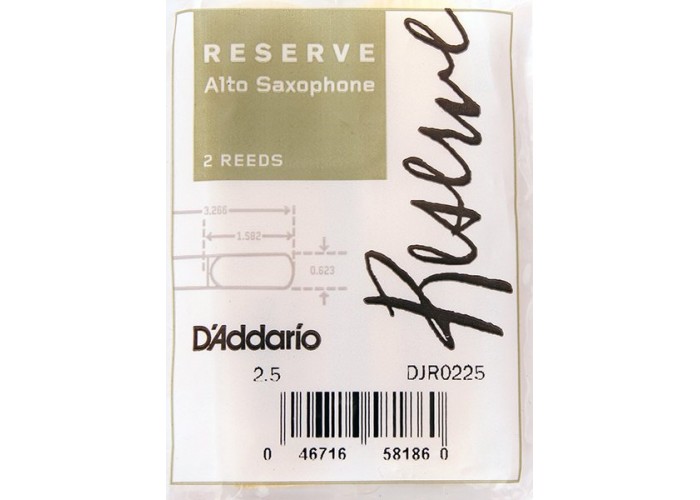 RESERVE
Alto Saxophone
2 REEDS
Reserve
3.266
1.582
0.623
D'Addario
2.5 DJR0225
0 46716 58186 0